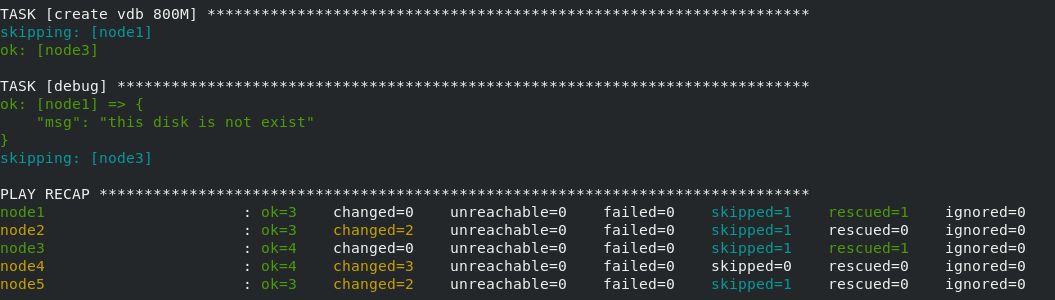 TASK [create vdb 800M] *******************************************************************
skipping: [node1]
ok: [node3]
TASK [debug] *****************************************************************************
ok: [node1] => {
    "msg": "this disk is not exist"
}
skipping: [node3]
PLAY RECAP *******************************************************************************
node1                      : ok=3    changed=0    unreachable=0    failed=0    skipped=1    rescued=1    ignored=0
node2                      : ok=3    changed=2    unreachable=0    failed=0    skipped=1    rescued=0    ignored=0
node3                      : ok=4    changed=0    unreachable=0    failed=0    skipped=1    rescued=1    ignored=0
node4                      : ok=4    changed=3    unreachable=0    failed=0    skipped=0    rescued=0    ignored=0
node5                      : ok=3    changed=2    unreachable=0    failed=0    skipped=1    rescued=0    ignored=0